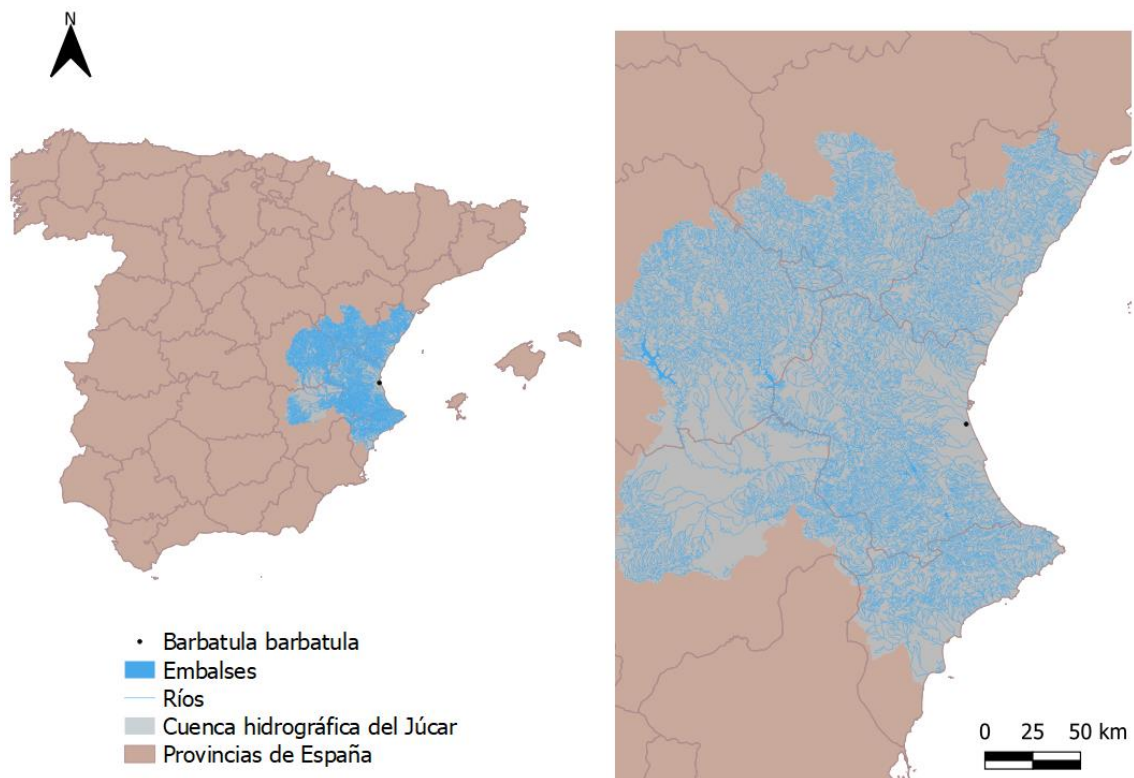 N
Barbatula barbatula
Embalses
Ríos
Cuenca hidrográfica del Júcar
Provincias de España
0 25 50 km